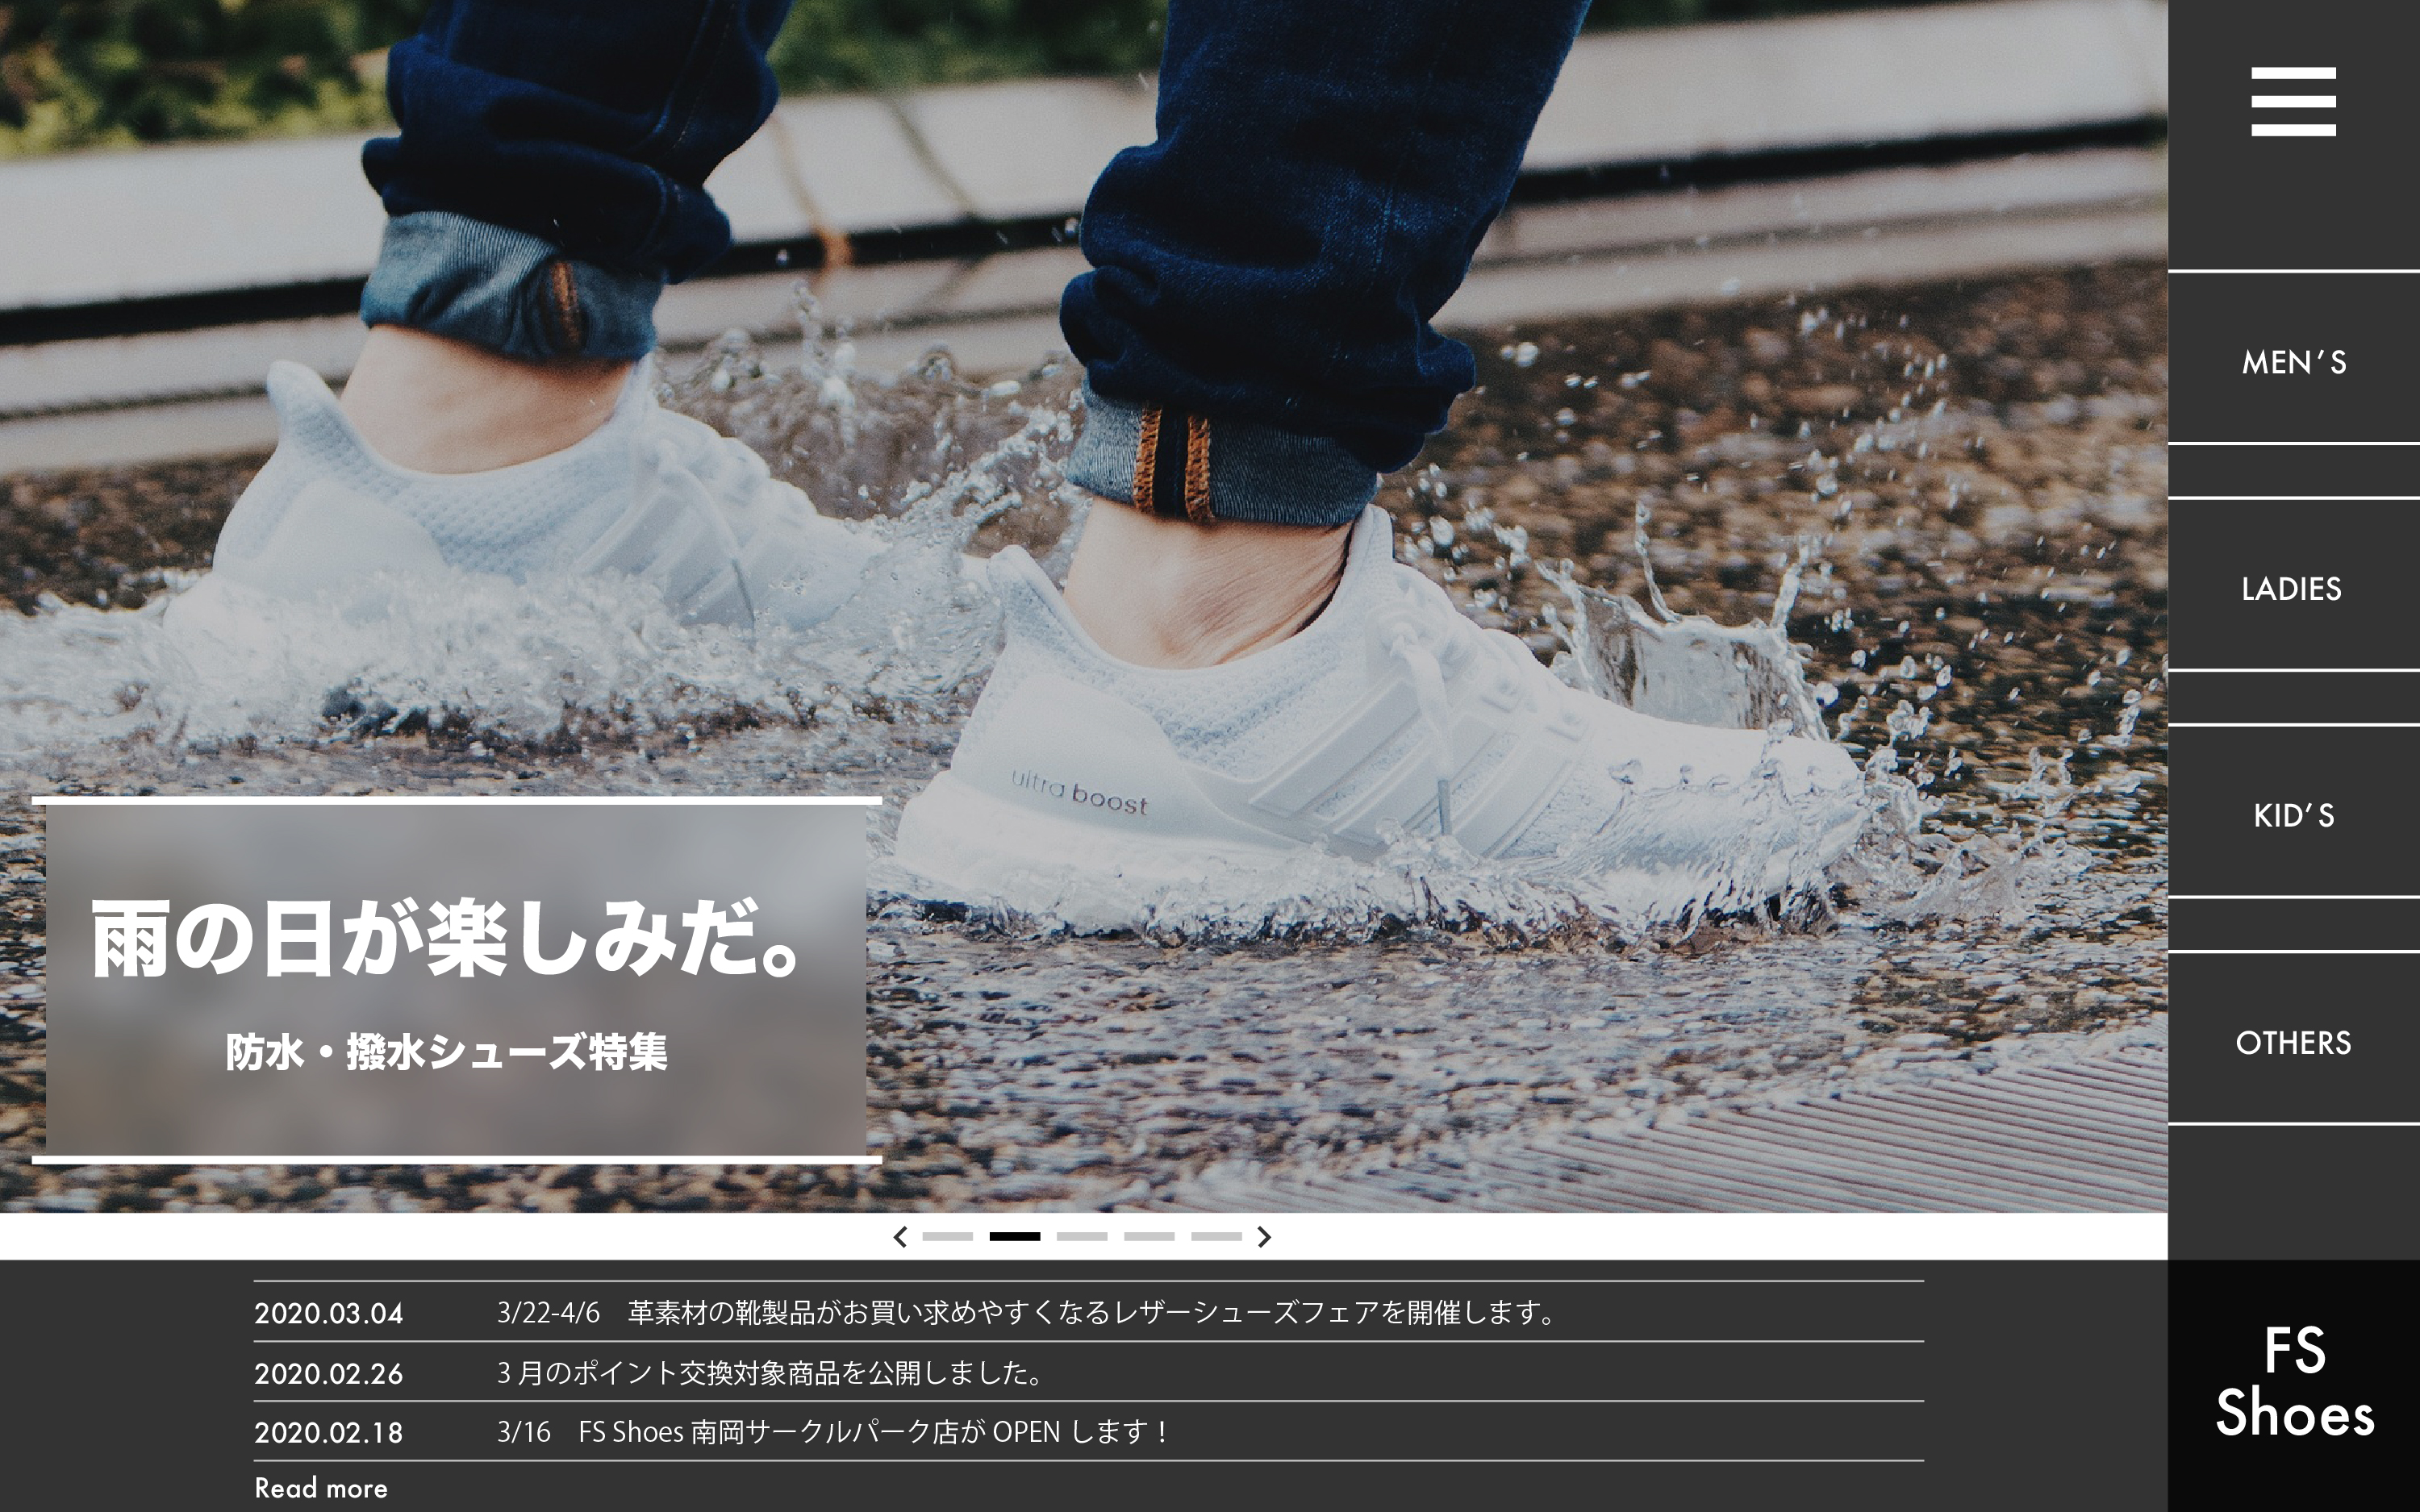 MEN’S
LADIES
KID’S
OTHERS
ultra boost
雨の日が楽しみだ。
防水・撥水シューズ特集
2020.03.04 3/22-4/6　革素材の靴製品がお買い求めやすくなるレザーシューズフェアを開催します。
2020.02.26 3月のポイント交換対象商品を公開しました。
2020.02.18 3/16　FS Shoes 南岡サークルパーク店が OPEN します！
Read more
FS
Shoes